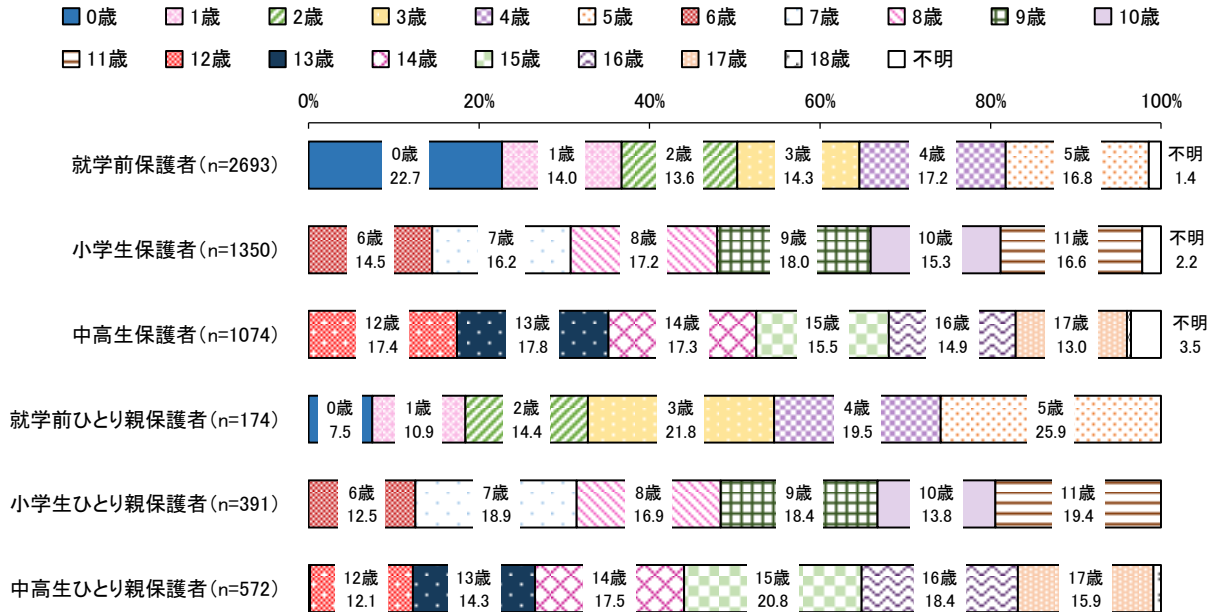 0歳 1歳 2歳 3歳 4歳 5歳 6歳 7歳 8歳 9歳 10歳
11歳 12歳 13歳 14歳 15歳 16歳 17歳 18歳 不明
0% 20% 40% 60% 80% 100%
就学前保護者(n=2693) 0歳 1歳 2歳 3歳 4歳 5歳 不明
22.7 14.0 13.6 14.3 17.2 16.8 1.4
小学生保護者(n=1350) 6歳 7歳 8歳 9歳 10歳 11歳 不明
14.5 16.2 17.2 18.0 15.3 16.6 2.2
中高生保護者(n=1074) 12歳 13歳 14歳 15歳 16歳 17歳 不明
17.4 17.8 17.3 15.5 14.9 13.0 3.5
就学前ひとり親保護者(n=174) 0歳 1歳 2歳 3歳 4歳 5歳
7.5 10.9 14.4 21.8 19.5 25.9
小学生ひとり親保護者(n=391) 6歳 7歳 8歳 9歳 10歳 11歳
12.5 18.9 16.9 18.4 13.8 19.4
中高生ひとり親保護者(n=572) 12歳 13歳 14歳 15歳 16歳 17歳
12.1 14.3 17.5 20.8 18.4 15.9